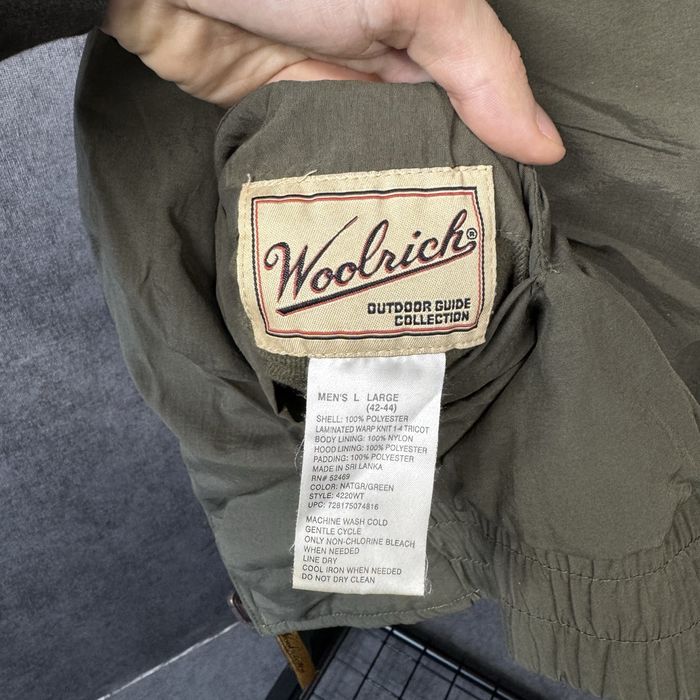 Woolrich®
OUTDOOR GUIDE
COLLECTION
MEN'S L LARGE
(42-44)
SHELL: 100% POLYESTER
LAMINATED WARP KNIT 1-4 TRICOT
BODY LINING: 100% NYLON
HOOD LINING: 100% POLYESTER
PADDING: 100% POLYESTER
MADE IN SRI LANKA
RN# 52469
COLOR: NATGR/GREEN
STYLE: 4220WT
UPC: 728175074816
MACHINE WASH COLD
GENTLE CYCLE
ONLY NON-CHLORINE BLEACH
WHEN NEEDED
LINE DRY
COOL IRON WHEN NEEDED
DO NOT DRY CLEAN